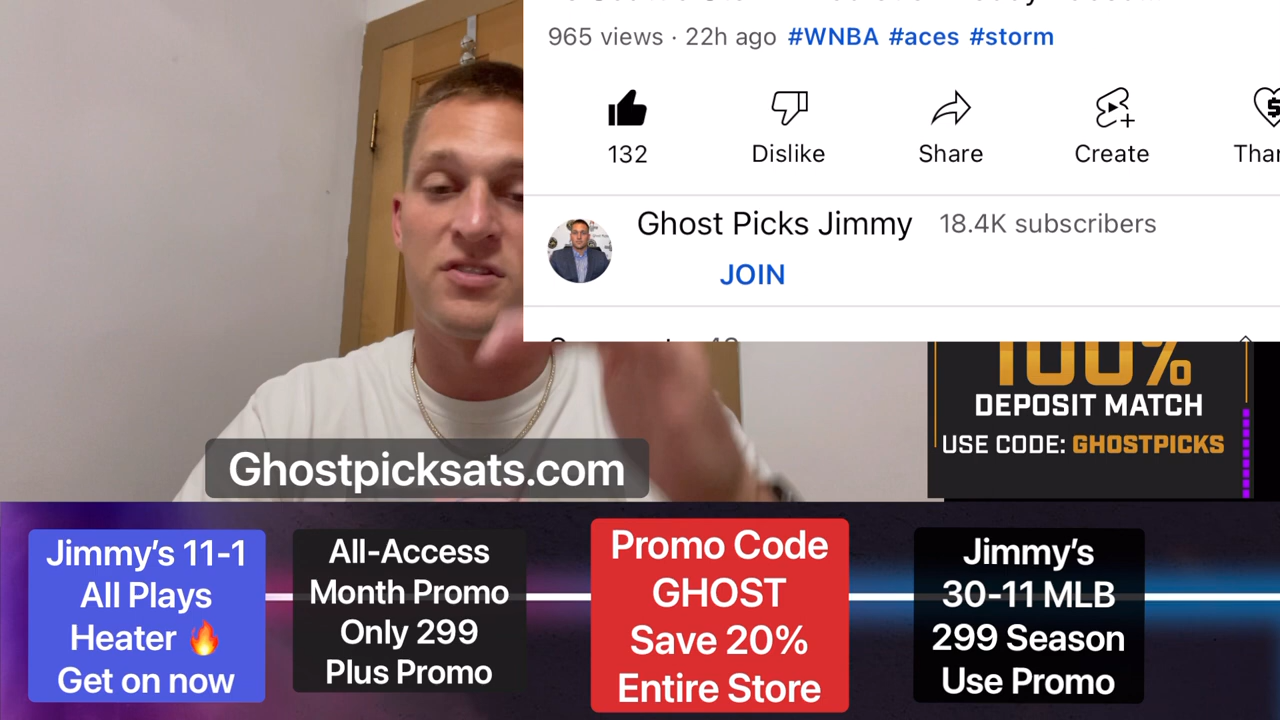 965 views · 22h ago #WNBA #aces #storm
132
Dislike
Share
Create
Ghost Picks Jimmy 18.4K subscribers
JOIN
100%
DEPOSIT MATCH
USE CODE: GHOSTPICKS
Ghostpicksats.com
Jimmy's 11-1
All Plays
Heater 🔥
Get on now
All-Access
Month Promo
Only 299
Plus Promo
Promo Code
GHOST
Save 20%
Entire Store
Jimmy's
30-11 MLB
299 Season
Use Promo